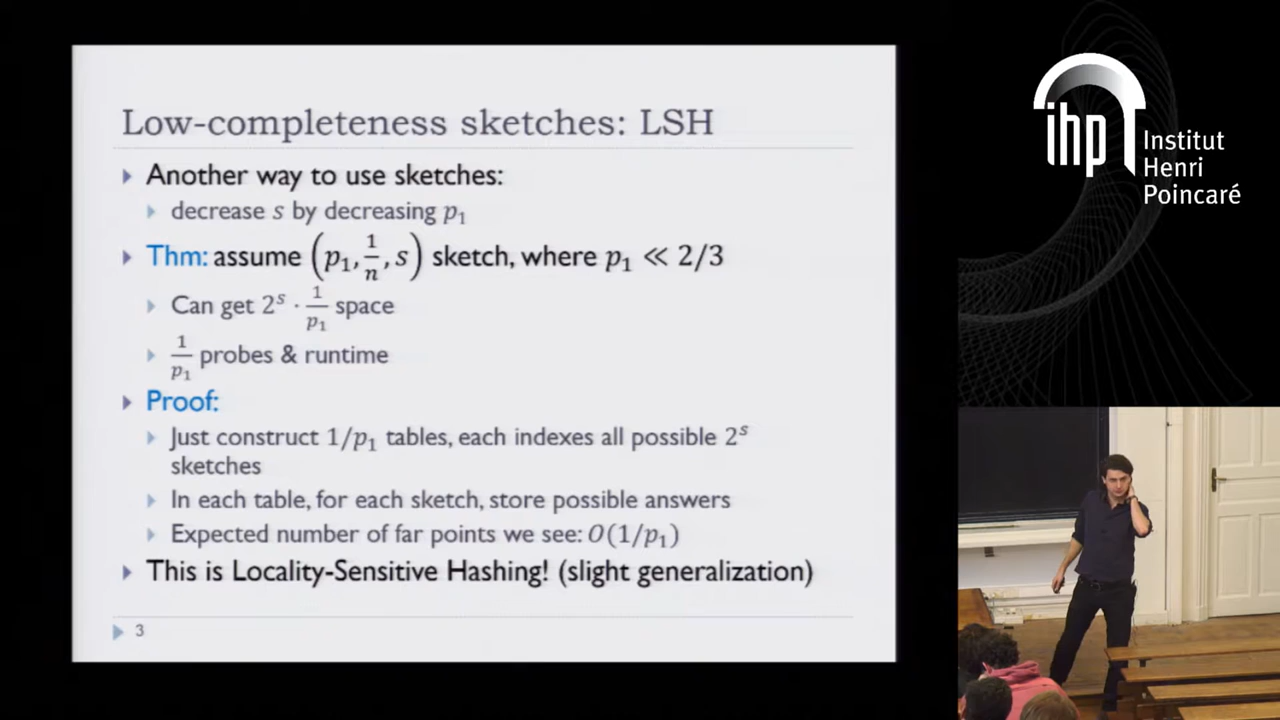 Low-completeness sketches: LSH
Another way to use sketches:
decrease s by decreasing p₁
Thm: assume (p₁, 1/n, s) sketch, where p₁ ≪ 2/3
Can get 2ˢ · 1/p₁ space
1/p₁ probes & runtime
Proof:
Just construct 1/p₁ tables, each indexes all possible 2ˢ
sketches
In each table, for each sketch, store possible answers
Expected number of far points we see: O(1/p₁)
This is Locality-Sensitive Hashing! (slight generalization)
3
ihp
Institut
Henri
Poincaré